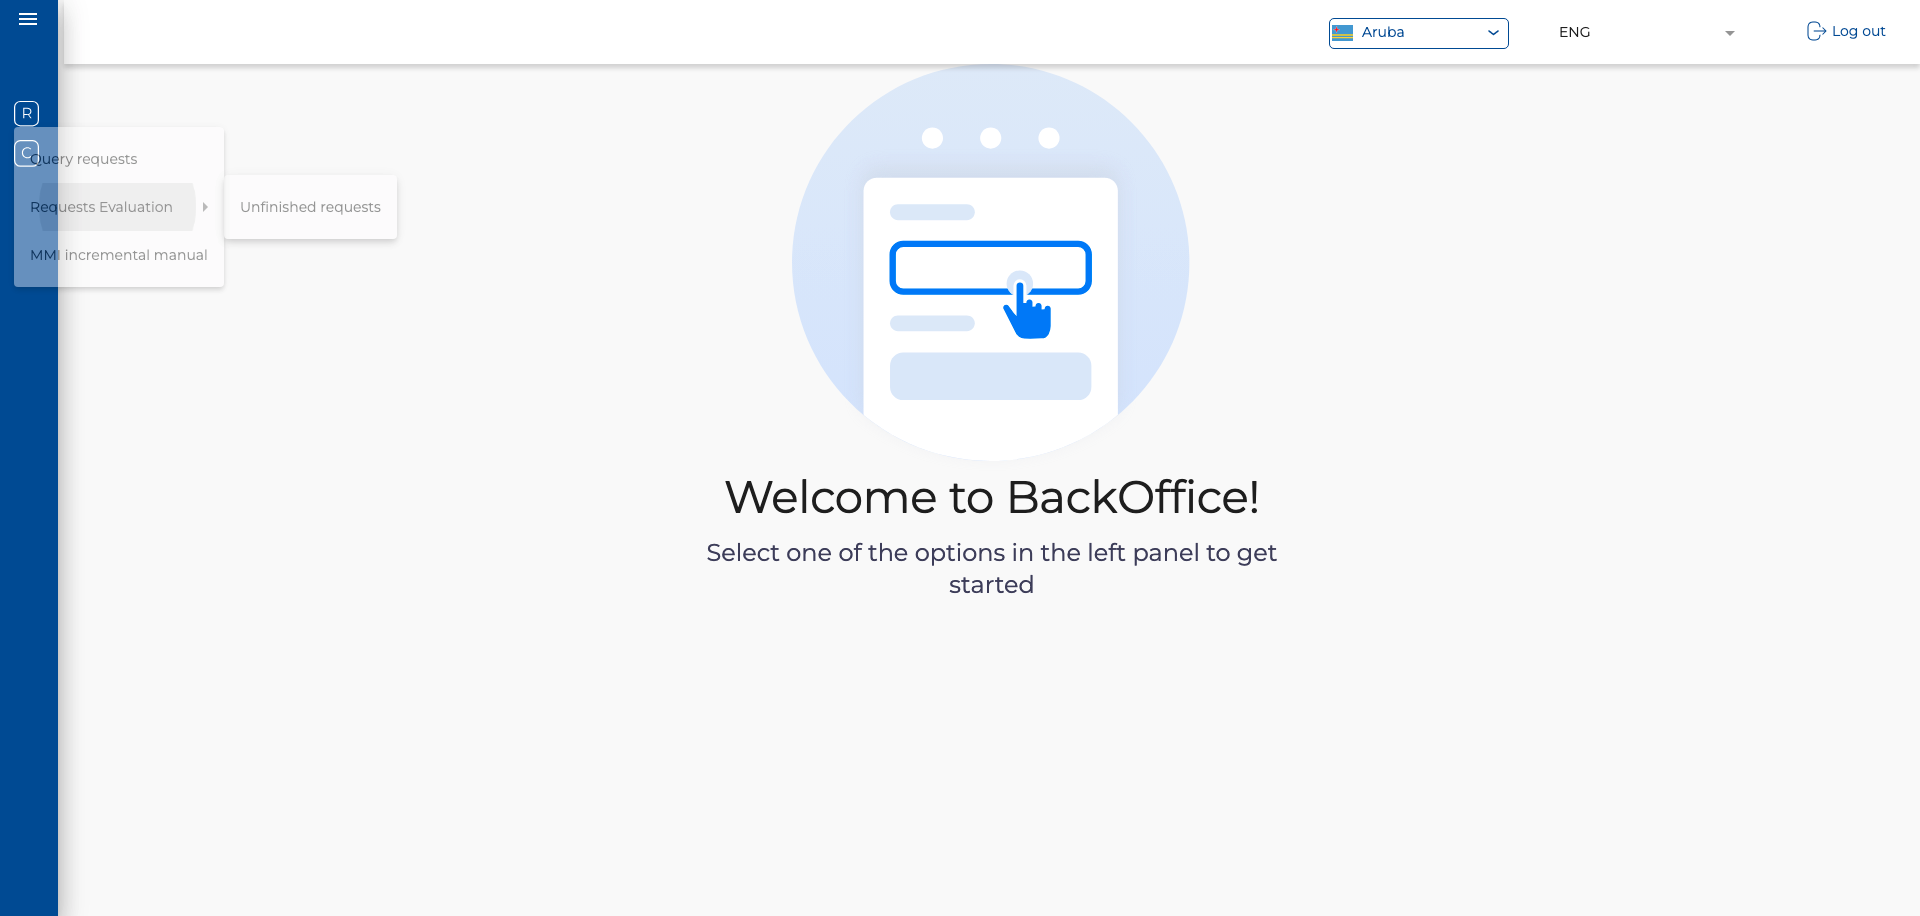 Aruba
ENG
Log out
R
C
Query requests
Requests Evaluation
Unfinished requests
MMI incremental manual
Welcome to BackOffice!
Select one of the options in the left panel to get
started